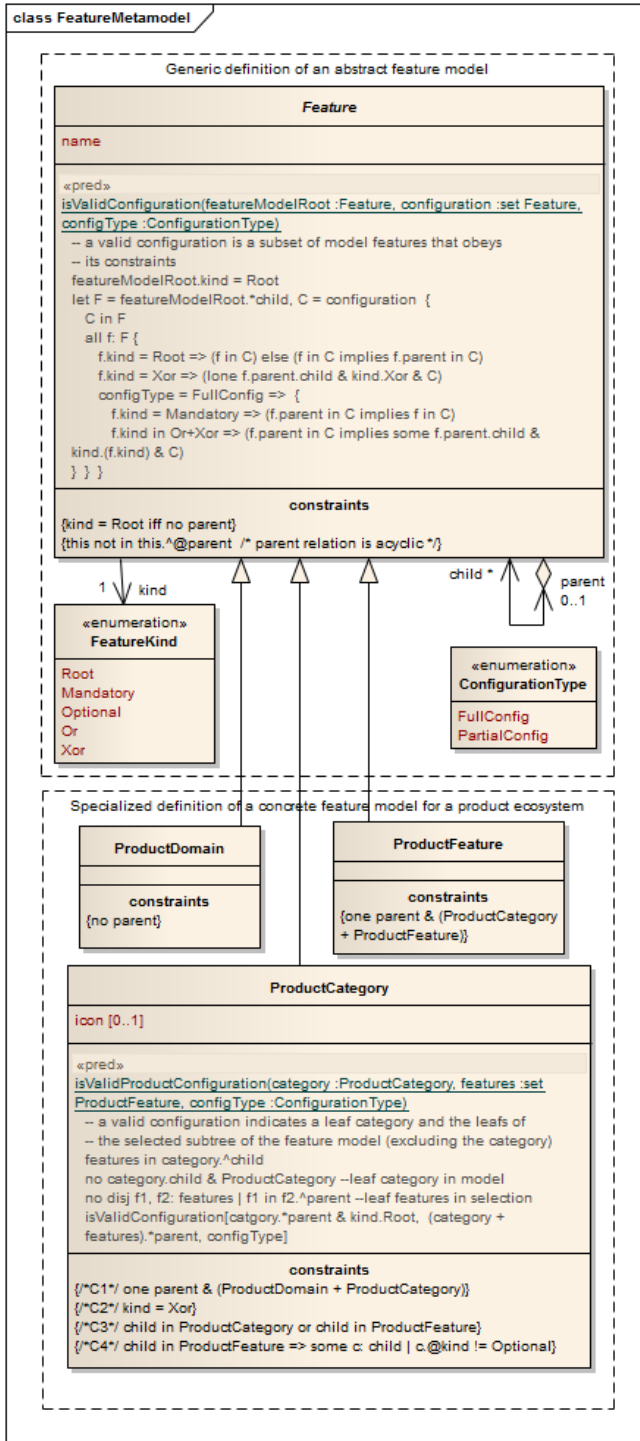 class FeatureMetamodel
Generic definition of an abstract feature model
Feature
name
«pred»
isValidConfiguration(featureModelRoot :Feature, configuration :set Feature,
configType :ConfigurationType)
-- a valid configuration is a subset of model features that obeys
-- its constraints
featureModelRoot.kind = Root
let F = featureModelRoot.*child, C = configuration {
C in F
all f: F {
f.kind = Root => (f in C) else (f in C implies f.parent in C)
f.kind = Xor => (lone f.parent.child & kind.Xor & C)
configType = FullConfig => {
f.kind = Mandatory => (f.parent in C implies f in C)
f.kind in Or+Xor => (f.parent in C implies some f.parent.child &
kind.(f.kind) & C)
} } }
constraints
{kind = Root iff no parent}
{this not in this.^@parent /* parent relation is acyclic */}
1 kind
child *
parent
0..1
«enumeration»
FeatureKind
Root
Mandatory
Optional
Or
Xor
«enumeration»
ConfigurationType
FullConfig
PartialConfig
Specialized definition of a concrete feature model for a product ecosystem
ProductDomain
constraints
{no parent}
ProductFeature
constraints
{one parent & (ProductCategory
+ ProductFeature)}
ProductCategory
icon [0..1]
«pred»
isValidProductConfiguration(category :ProductCategory, features :set
ProductFeature, configType :ConfigurationType)
-- a valid configuration indicates a leaf category and the leafs of
-- the selected subtree of the feature model (excluding the category)
features in category.^child
no category.child & ProductCategory --leaf category in model
no disj f1, f2: features | f1 in f2.^parent --leaf features in selection
isValidConfiguration[catgory.*parent & kind.Root, (category +
features).*parent, configType]
constraints
{/*C1*/ one parent & (ProductDomain + ProductCategory)}
{/*C2*/ kind = Xor}
{/*C3*/ child in ProductCategory or child in ProductFeature}
{/*C4*/ child in ProductFeature => some c: child | c.@kind != Optional}